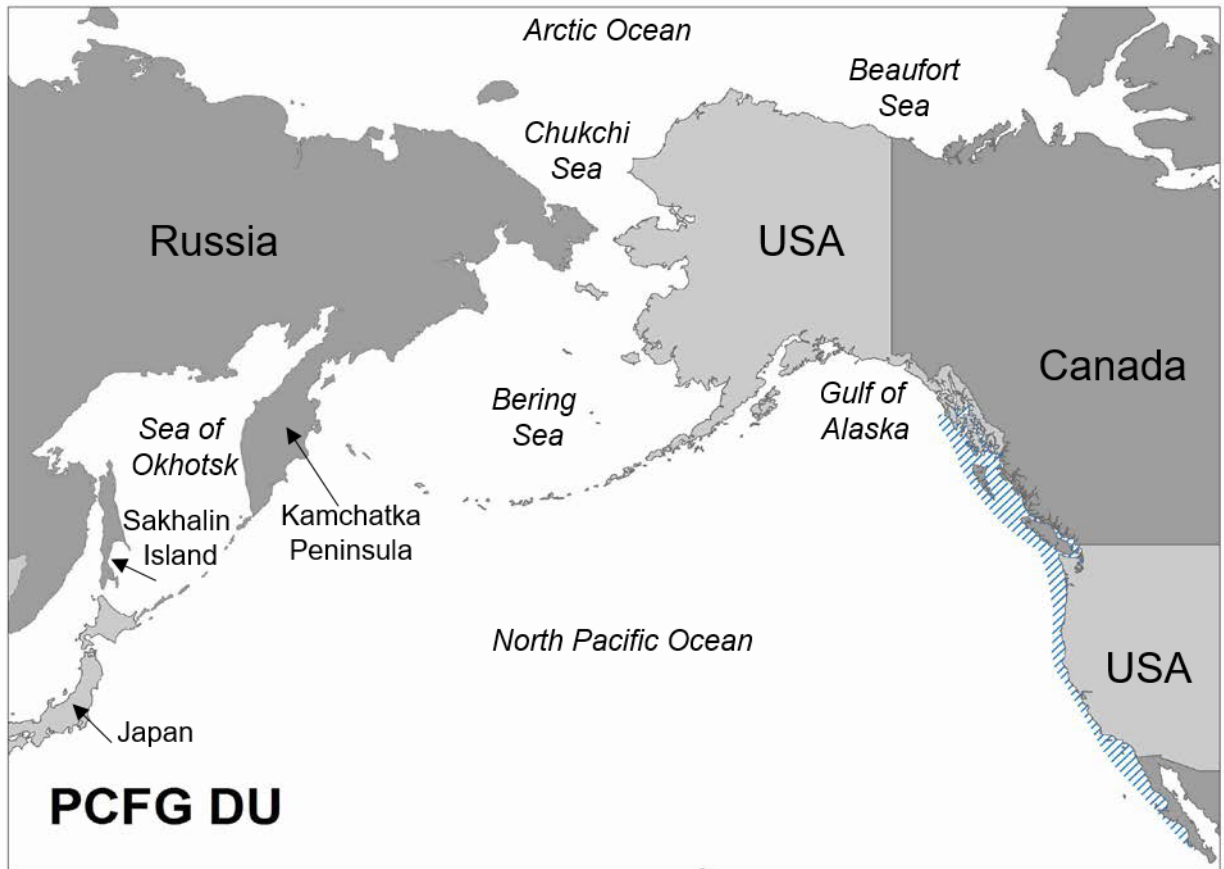 Arctic Ocean
Beaufort
Sea
Chukchi
Sea
Russia
USA
Canada
Bering
Sea
Gulf of
Alaska
Sea of
Okhotsk
Sakhalin
Island
Kamchatka
Peninsula
North Pacific Ocean
USA
Japan
PCFG DU